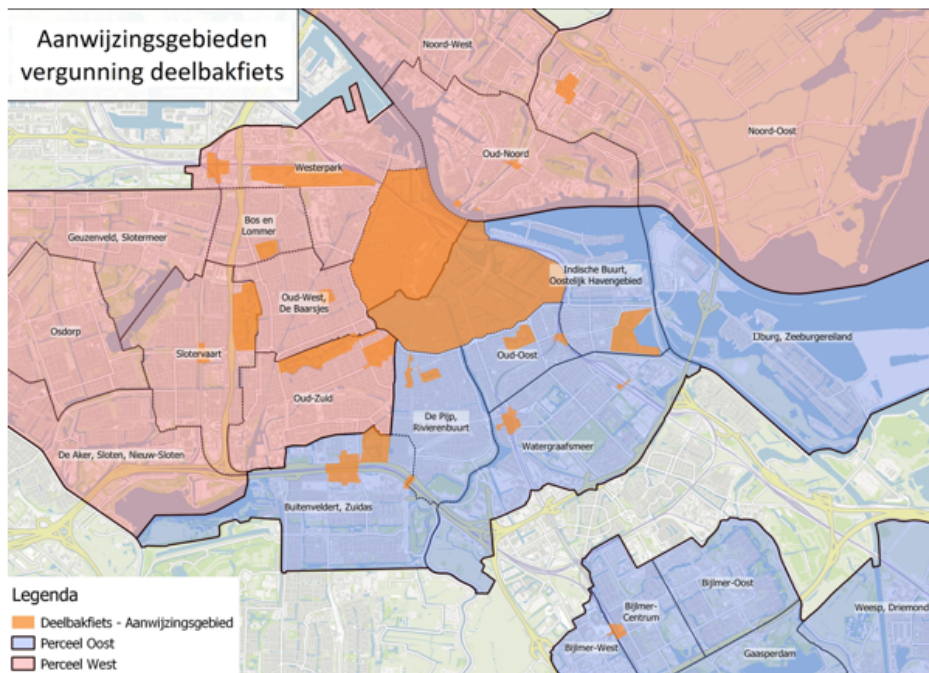 Aanwijzingsgebieden
vergunning deelbakfiets
Noord-West
Noord-Oost
Oud-Noord
Westerpark
Bos en
Lommer
Geuzenveld, Slotermeer
Indische Buurt,
Oostelijk Havengebied
Oud-West,
De Baarsjes
Osdorp
IJburg, Zeeburgereiland
Slotervaart
Oud-Oost
Oud-Zuid
De Pijp,
Rivierenbuurt
Watergraafsmeer
De Aker, Sloten, Nieuw-Sloten
Buitenveldert, Zuidas
Bijlmer-Oost
Bijlmer-
Centrum
Weesp, Driemond
Bijlmer-West
Gaasperdam
Legenda
Deelbakfiets - Aanwijzingsgebied
Perceel Oost
Perceel West